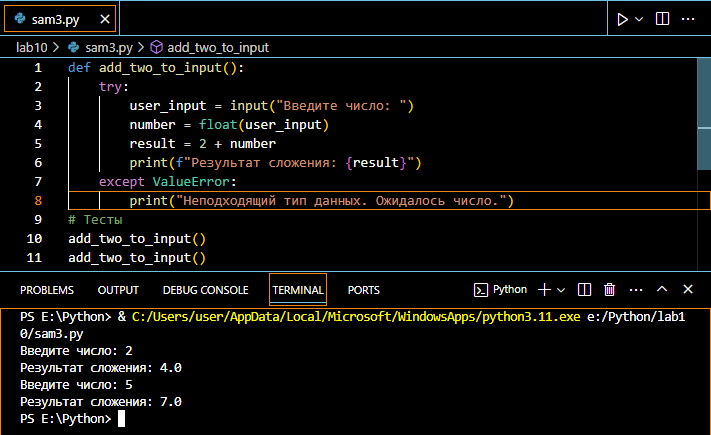 sam3.py
lab10 > sam3.py > add_two_to_input
1 def add_two_to_input():
2     try:
3         user_input = input("Введите число: ")
4         number = float(user_input)
5         result = 2 + number
6         print(f"Результат сложения: {result}")
7     except ValueError:
8         print("Неподходящий тип данных. Ожидалось число.")
9 # Тесты
10 add_two_to_input()
11 add_two_to_input()
PROBLEMS OUTPUT DEBUG CONSOLE TERMINAL PORTS Python
PS E:\Python> & C:/Users/user/AppData/Local/Microsoft/WindowsApps/python3.11.exe e:/Python/lab1
0/sam3.py
Введите число: 2
Результат сложения: 4.0
Введите число: 5
Результат сложения: 7.0
PS E:\Python>